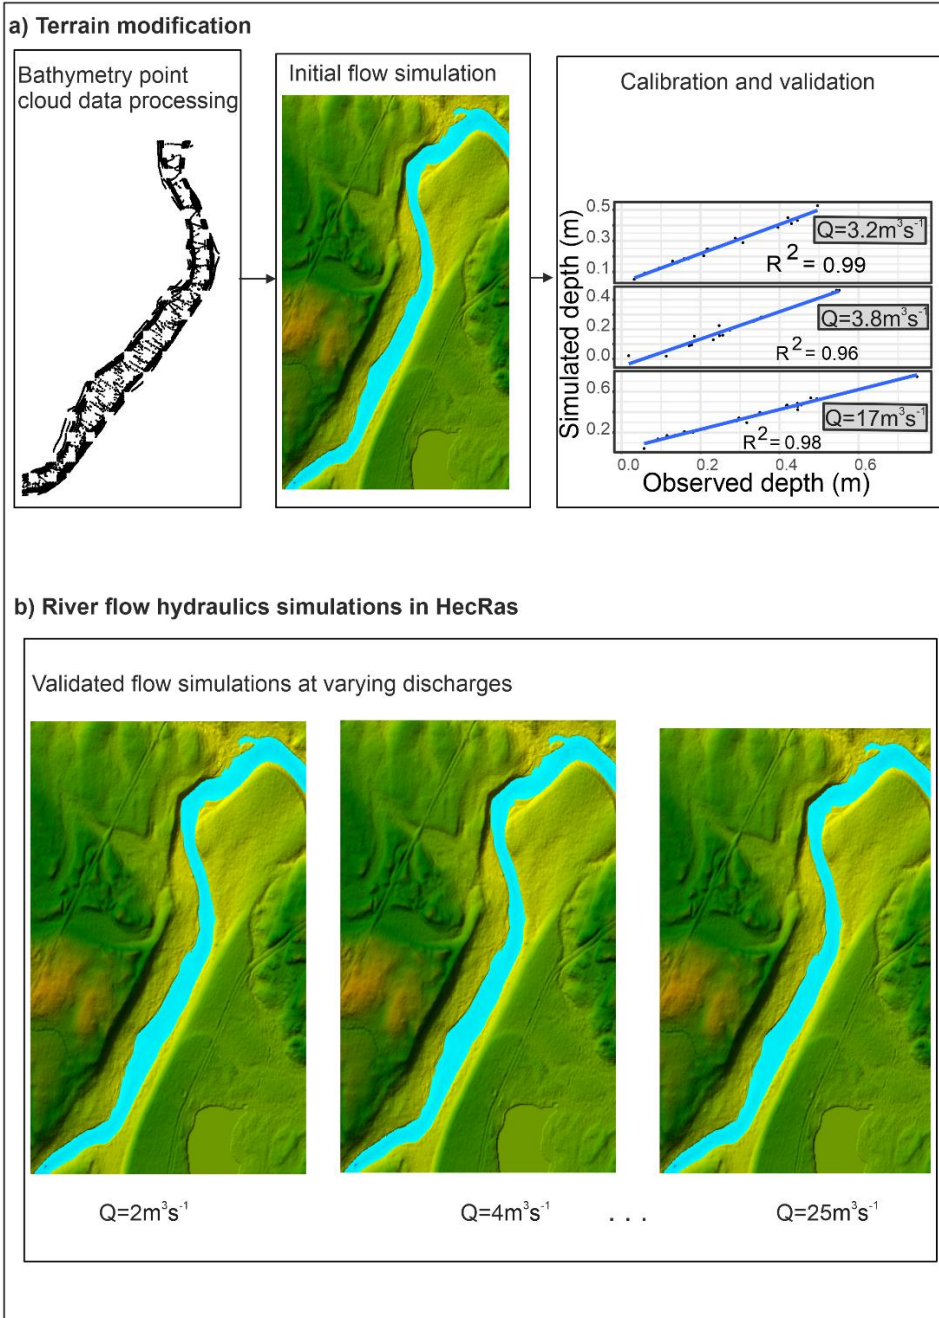 a) Terrain modification
Bathymetry point
cloud data processing
Initial flow simulation
Calibration and validation
Simulated depth (m)
0.5
0.3
0.1
Q=3.2m³s⁻¹
R² = 0.99
0.4
0.2
0.0
Q=3.8m³s⁻¹
R² = 0.96
0.6
0.2
Q=17m³s⁻¹
R² = 0.98
0.0 0.2 0.4 0.6
Observed depth (m)
b) River flow hydraulics simulations in HecRas
Validated flow simulations at varying discharges
Q=2m³s⁻¹ Q=4m³s⁻¹ . . . Q=25m³s⁻¹